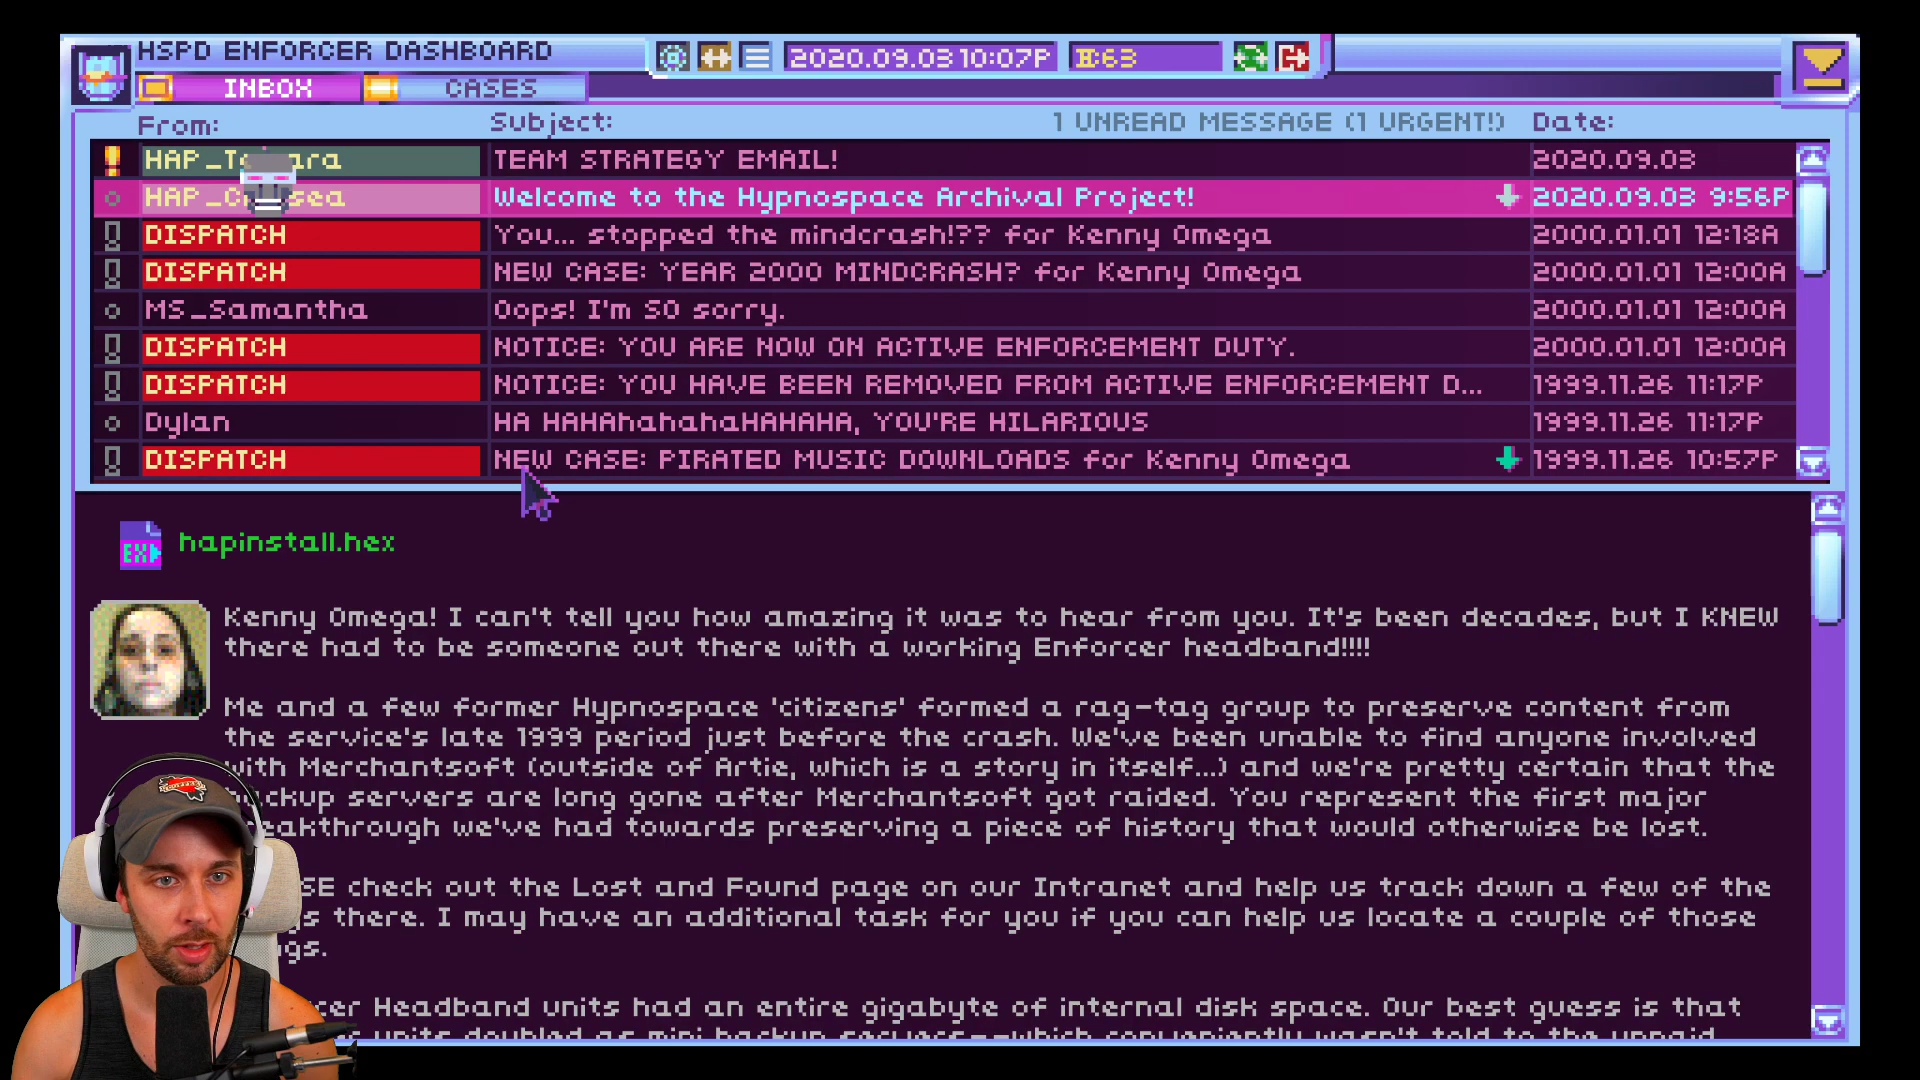 HSPD ENFORCER DASHBOARD
2020.09.03 10:07P
63
INBOX
CASES
From:
Subject:
1 UNREAD MESSAGE (1 URGENT!)
Date:
TEAM STRATEGY EMAIL!
2020.09.03
Welcome to the Hypnospace Archival Project!
2020.09.03 9:56P
DISPATCH
You... stopped the mindcrash!?? for Kenny Omega
2000.01.01 12:18A
DISPATCH
NEW CASE: YEAR 2000 MINDCRASH? for Kenny Omega
2000.01.01 12:00A
MS_Samantha
Oops! I'm SO sorry.
2000.01.01 12:00A
DISPATCH
NOTICE: YOU ARE NOW ON ACTIVE ENFORCEMENT DUTY.
2000.01.01 12:00A
DISPATCH
NOTICE: YOU HAVE BEEN REMOVED FROM ACTIVE ENFORCEMENT D...
1999.11.26 11:17P
Dylan
HA HAHAhahahaHAHAHA, YOU'RE HILARIOUS
1999.11.26 11:17P
DISPATCH
NEW CASE: PIRATED MUSIC DOWNLOADS for Kenny Omega
1999.11.26 10:57P
EXE
hapinstall.hex
Kenny Omega! I can't tell you how amazing it was to hear from you. It's been decades, but I KNEW
there had to be someone out there with a working Enforcer headband!!!!
Me and a few former Hypnospace 'citizens' formed a rag-tag group to preserve content from
the service's late 1999 period just before the crash. We've been unable to find anyone involved
with Merchantsoft (outside of Artie, which is a story in itself...) and we're pretty certain that the
servers are long gone after Merchantsoft got raided. You represent the first major
we've had towards preserving a piece of history that would otherwise be lost.
check out the Lost and Found page on our Intranet and help us track down a few of the
there. I may have an additional task for you if you can help us locate a couple of those
Headband units had an entire gigabyte of internal disk space. Our best guess is that
units doubled as mini backup servers--which conveniently wasn't told to the unpaid